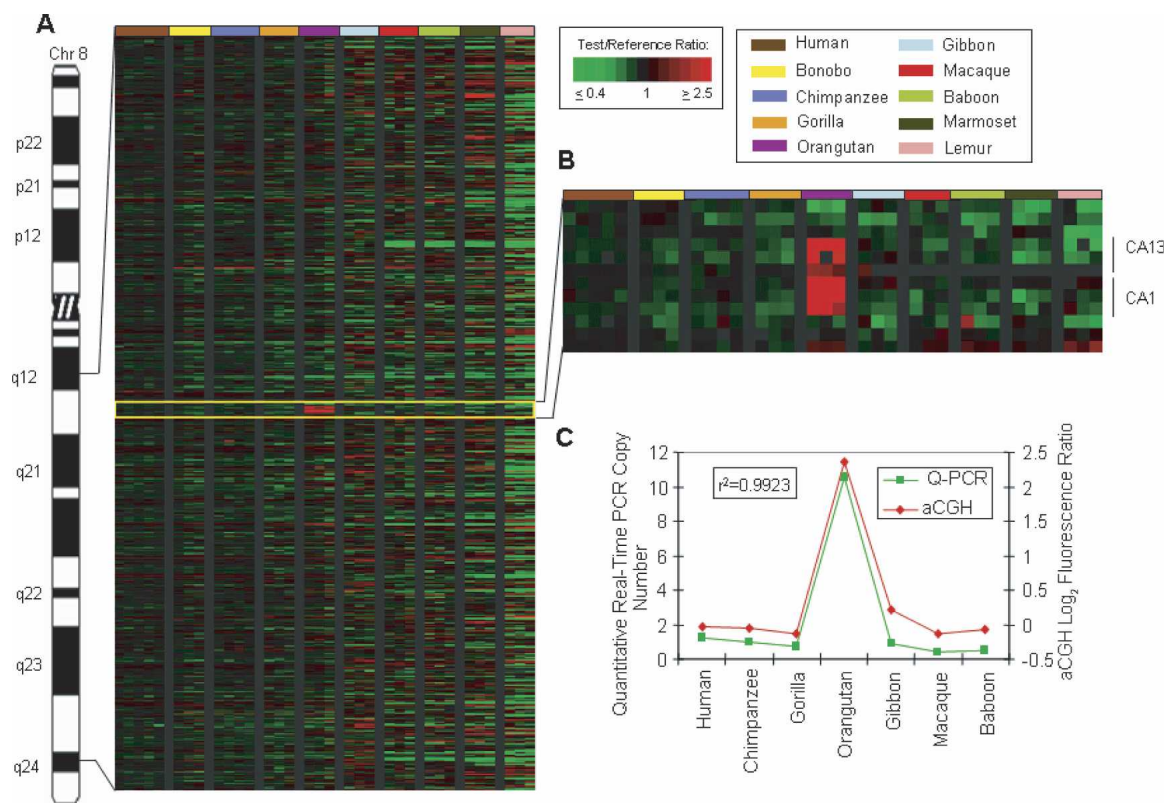 A
Chr 8
p22
p21
p12
q12
q21
q22
q23
q24
Test/Reference Ratio:
≤ 0.4 1 ≥ 2.5
Human
Bonobo
Chimpanzee
Gorilla
Orangutan
Gibbon
Macaque
Baboon
Marmoset
Lemur
B
CA13
CA1
C
Quantitative Real-Time PCR Copy
Number
12
10
8
6
4
2
0
r²=0.9923
Q-PCR
aCGH
2.5
2
1.5
1
0.5
0
-0.5
aCGH Log₂ Fluorescence Ratio
Human
Chimpanzee
Gorilla
Orangutan
Gibbon
Macaque
Baboon